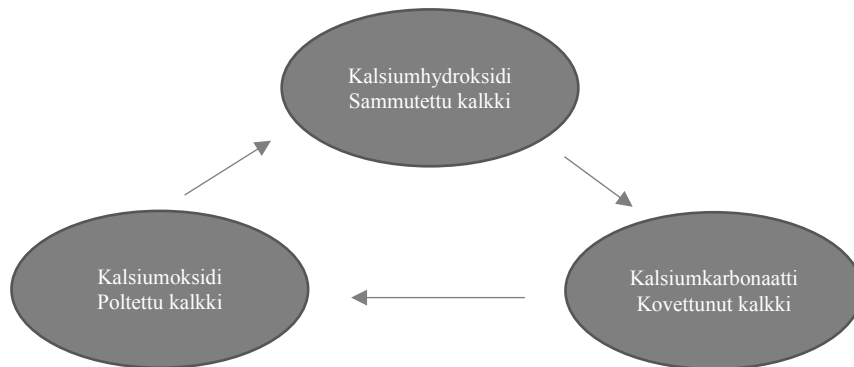 Kalsiumhydroksidi
Sammutettu kalkki
Kalsiumoksidi
Poltettu kalkki
Kalsiumkarbonaatti
Kovettunut kalkki